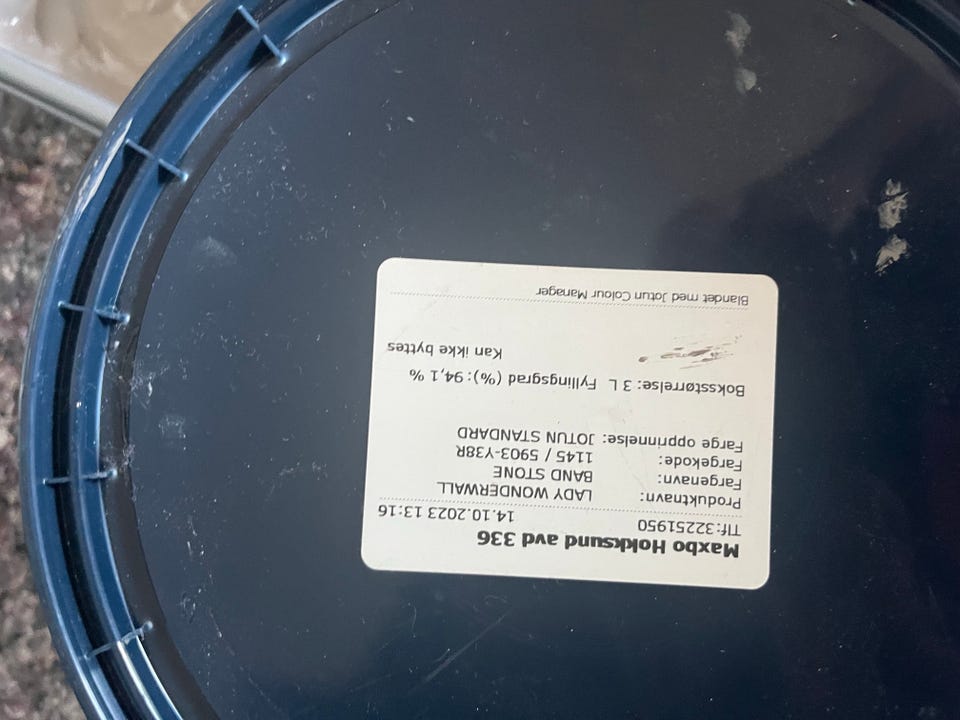 Maxbo Hokksund avd 336
Tlf:32251950 14.10.2023 13:16
Produktnavn: LADY WONDERWALL
Fargenavn: BAND STONE
Fargekode: 1145 / 5903-Y38R
Farge opprinnelse: JOTUN STANDARD
Boksstørrelse: 3 L Fyllingsgrad (%): 94,1 %
Kan ikke byttes
Blandet med Jotun Colour Manager